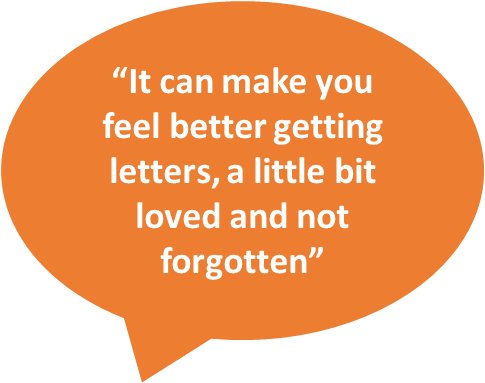 “It can make you
feel better getting
letters, a little bit
loved and not
forgotten”